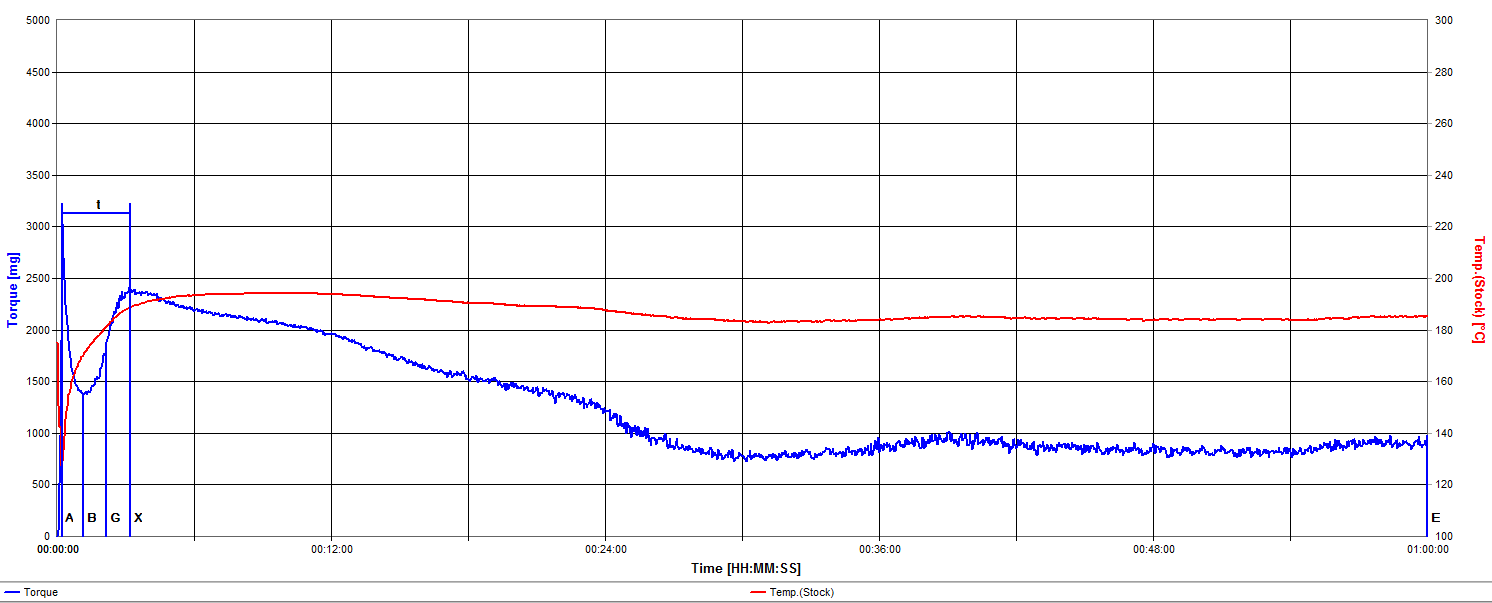 5000 300
4500 280
4000 260
3500 240
t
3000 220
2500 200
2000 180
1500 160
1000 140
500 120
A B G X E
0 100
Torque [mg]
Temp.(Stock) [°C]
00:00:00 00:12:00 00:24:00 00:36:00 00:48:00 01:00:00
Time [HH:MM:SS]
Torque Temp.(Stock)